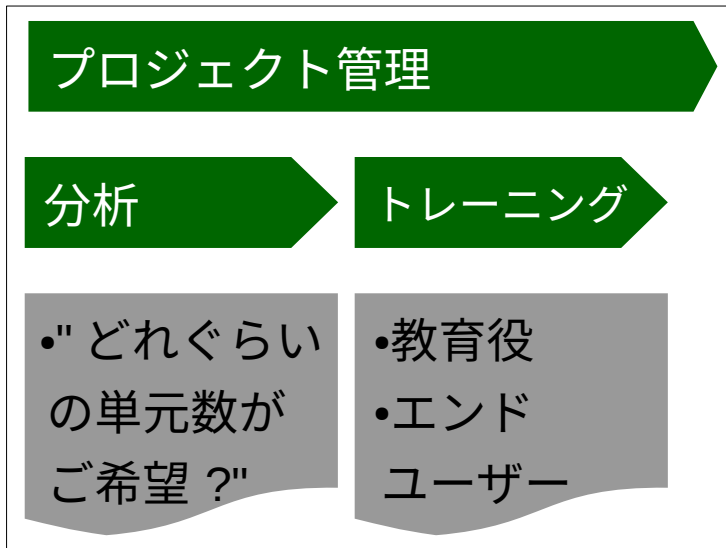 プロジェクト管理
分析
トレーニング
•" どれぐらい
の単元数が
ご希望 ?"
•教育役
•エンド
ユーザー